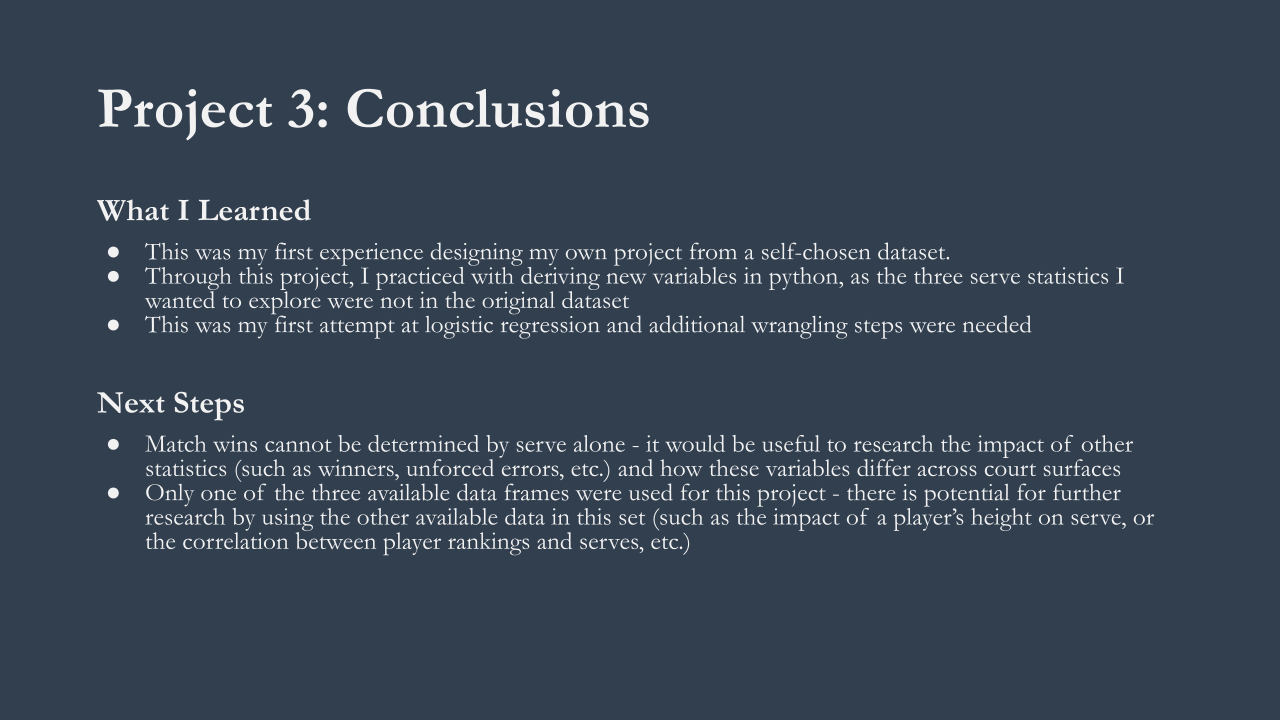 Project 3: Conclusions
What I Learned
● This was my first experience designing my own project from a self-chosen dataset.
● Through this project, I practiced with deriving new variables in python, as the three serve statistics I
wanted to explore were not in the original dataset
● This was my first attempt at logistic regression and additional wrangling steps were needed
Next Steps
● Match wins cannot be determined by serve alone - it would be useful to research the impact of other
statistics (such as winners, unforced errors, etc.) and how these variables differ across court surfaces
● Only one of the three available data frames were used for this project - there is potential for further
research by using the other available data in this set (such as the impact of a player’s height on serve, or
the correlation between player rankings and serves, etc.)